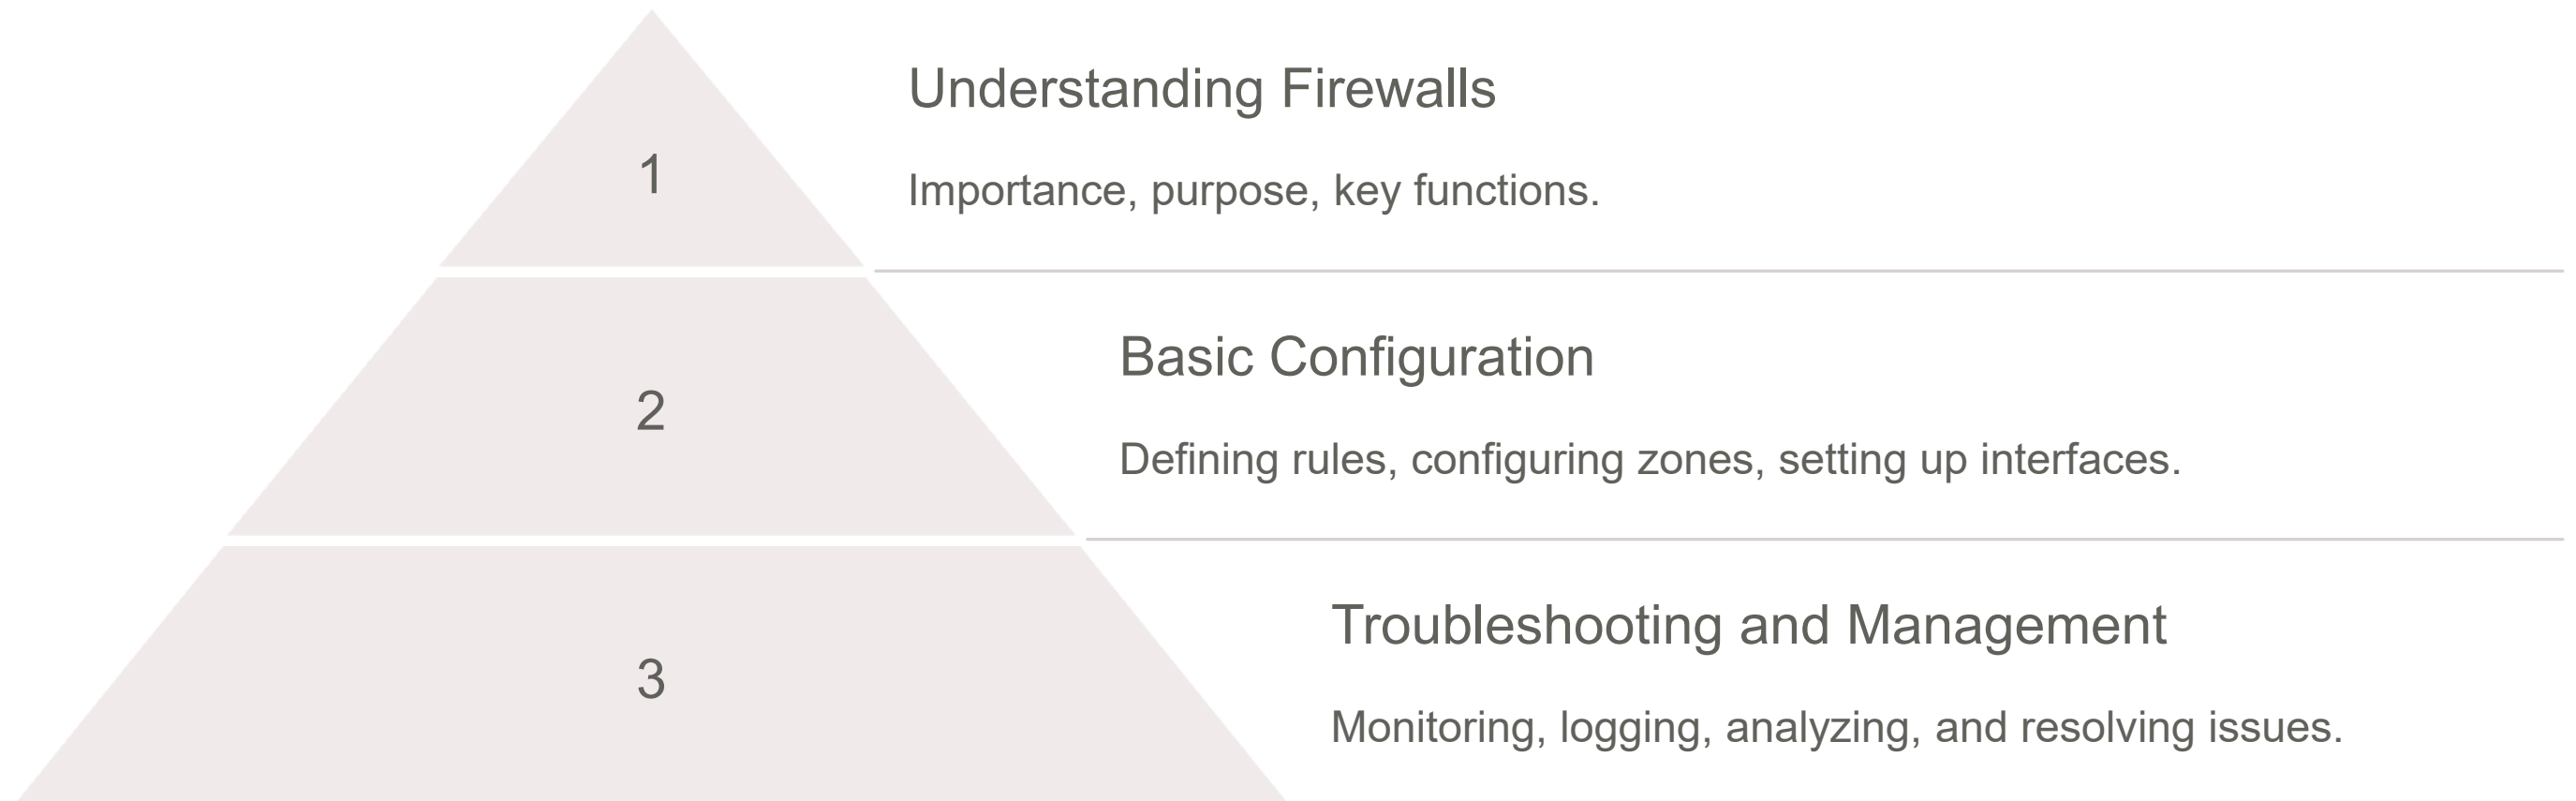 1
Understanding Firewalls
Importance, purpose, key functions.
2
Basic Configuration
Defining rules, configuring zones, setting up interfaces.
3
Troubleshooting and Management
Monitoring, logging, analyzing, and resolving issues.